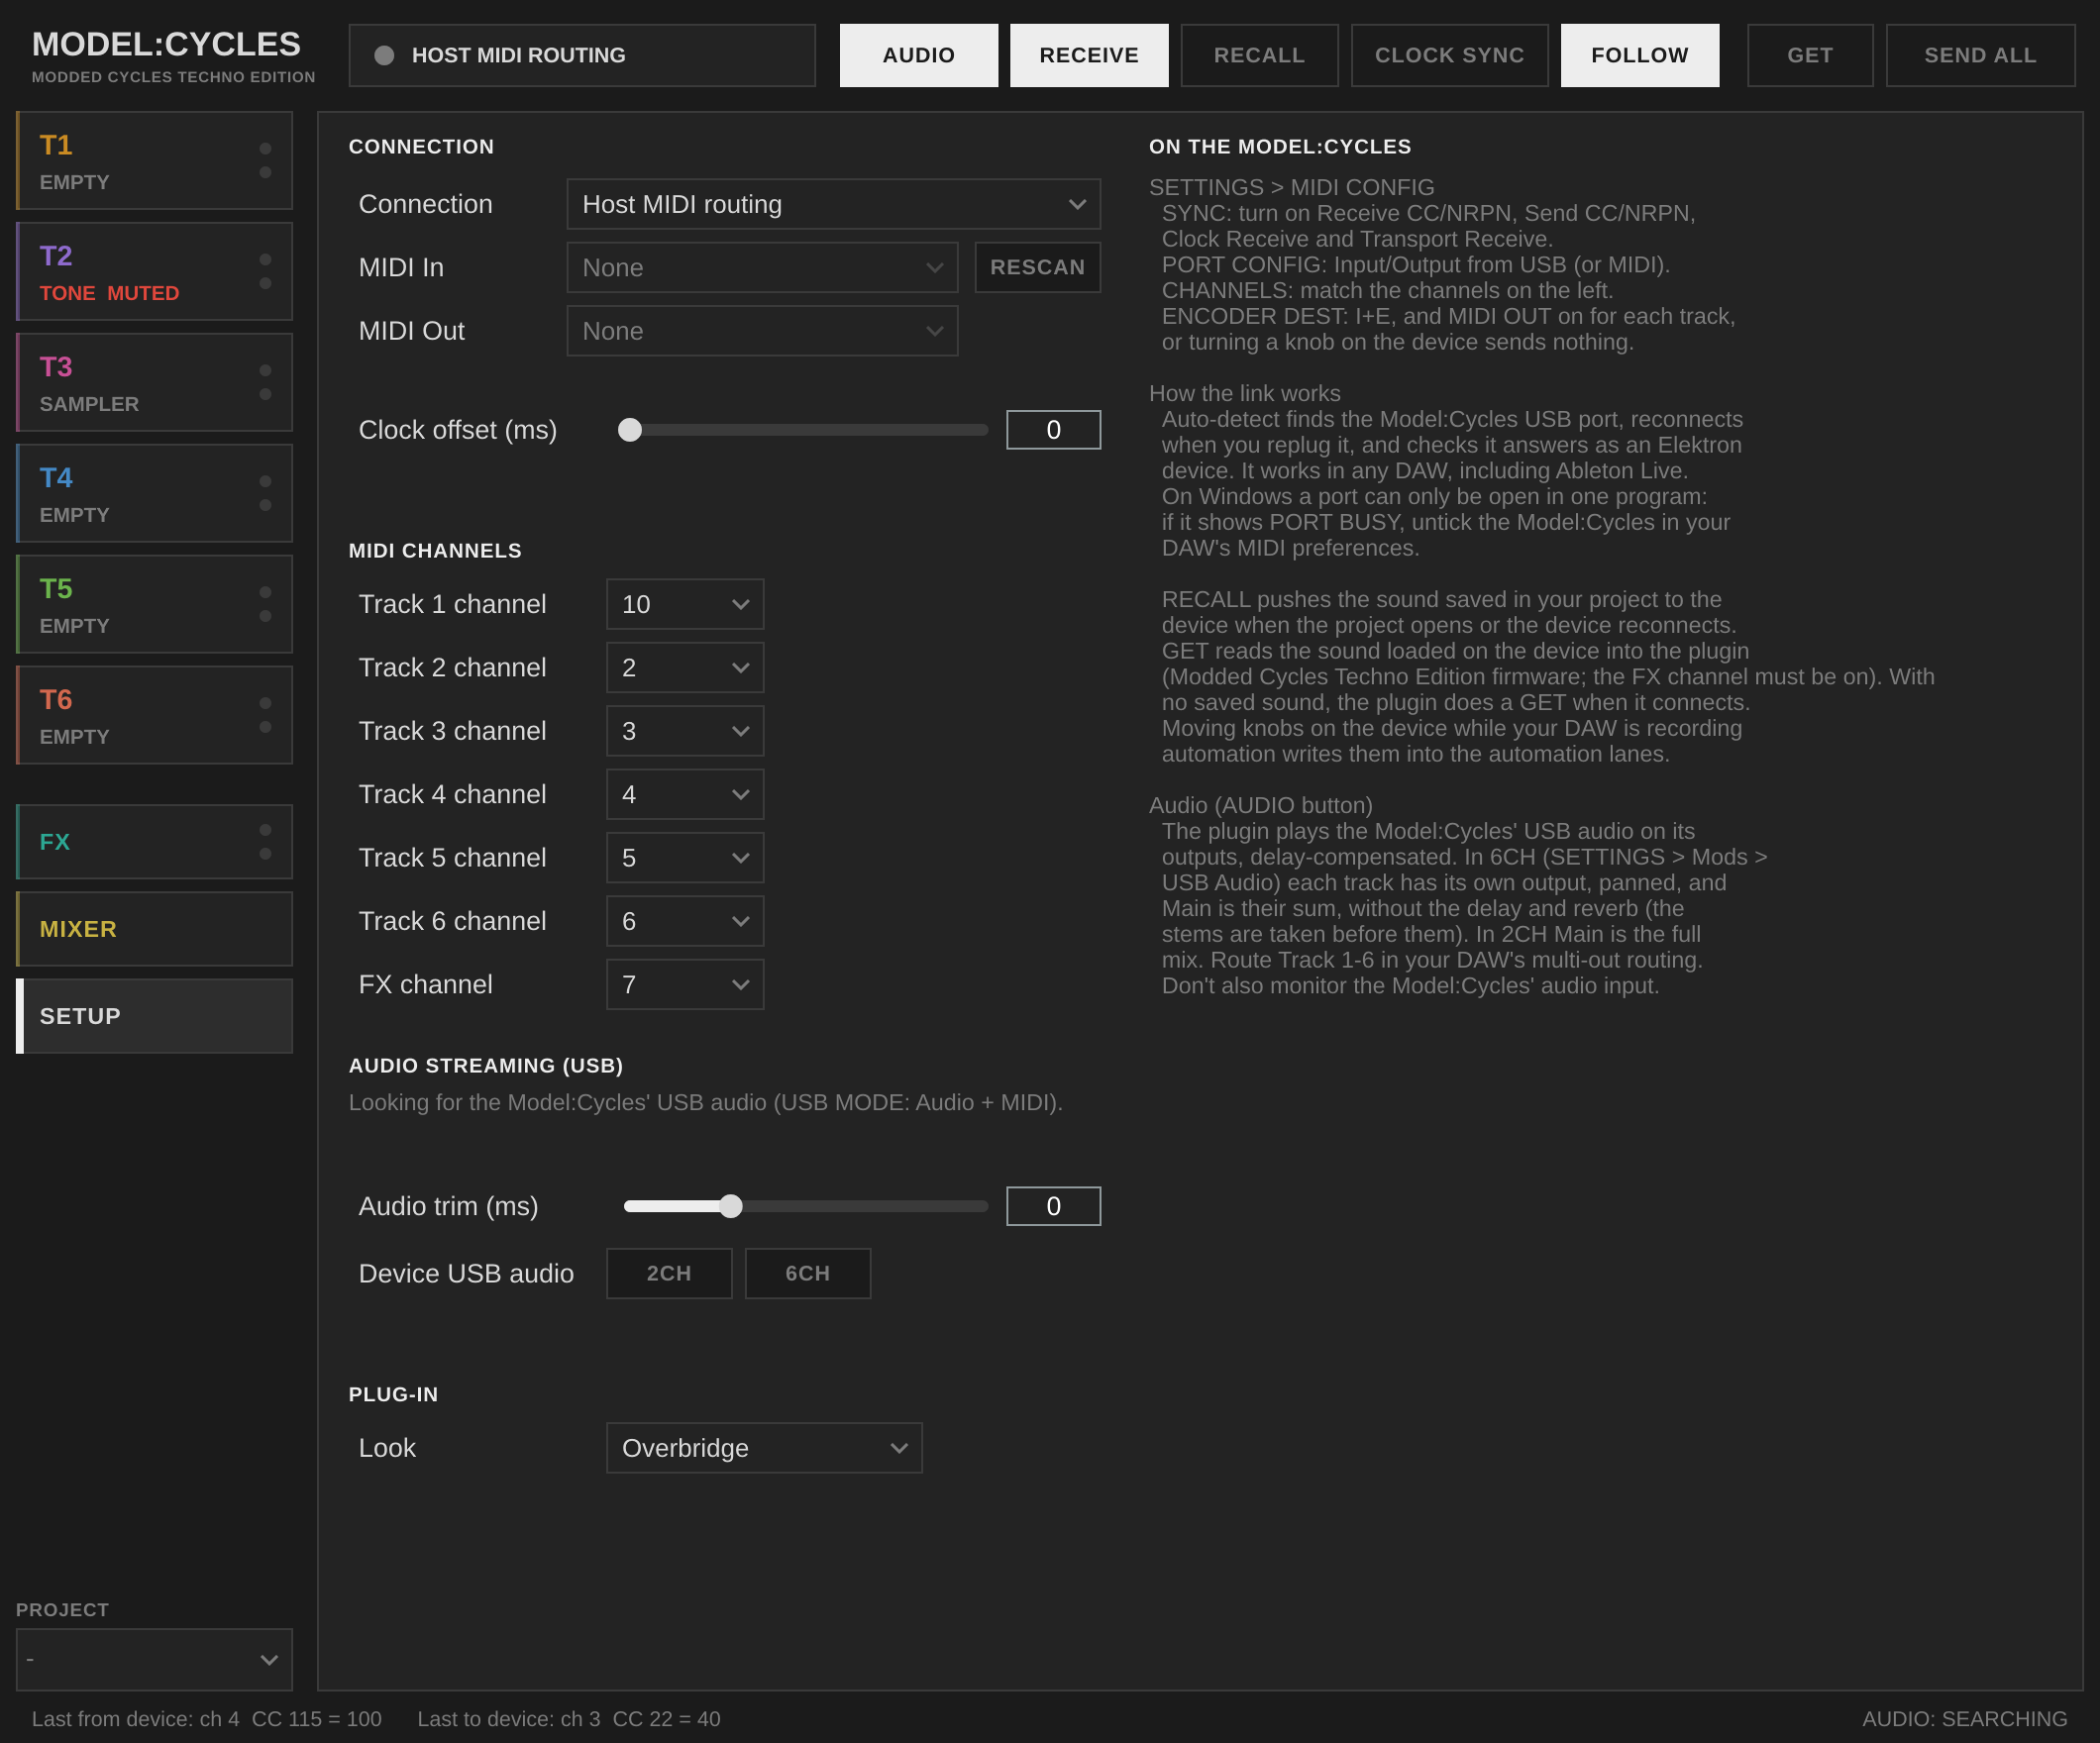 MODEL:CYCLES
MODDED CYCLES TECHNO EDITION
HOST MIDI ROUTING
AUDIO
RECEIVE
RECALL
CLOCK SYNC
FOLLOW
GET
SEND ALL
T1
EMPTY
T2
TONE MUTED
T3
SAMPLER
T4
EMPTY
T5
EMPTY
T6
EMPTY
FX
MIXER
SETUP
PROJECT
-
CONNECTION
Connection
Host MIDI routing
MIDI In
None
RESCAN
MIDI Out
None
Clock offset (ms)
0
MIDI CHANNELS
Track 1 channel
10
Track 2 channel
2
Track 3 channel
3
Track 4 channel
4
Track 5 channel
5
Track 6 channel
6
FX channel
7
AUDIO STREAMING (USB)
Looking for the Model:Cycles' USB audio (USB MODE: Audio + MIDI).
Audio trim (ms)
0
Device USB audio
2CH
6CH
PLUG-IN
Look
Overbridge
ON THE MODEL:CYCLES
SETTINGS > MIDI CONFIG
SYNC: turn on Receive CC/NRPN, Send CC/NRPN,
Clock Receive and Transport Receive.
PORT CONFIG: Input/Output from USB (or MIDI).
CHANNELS: match the channels on the left.
ENCODER DEST: I+E, and MIDI OUT on for each track,
or turning a knob on the device sends nothing.
How the link works
Auto-detect finds the Model:Cycles USB port, reconnects
when you replug it, and checks it answers as an Elektron
device. It works in any DAW, including Ableton Live.
On Windows a port can only be open in one program:
if it shows PORT BUSY, untick the Model:Cycles in your
DAW's MIDI preferences.
RECALL pushes the sound saved in your project to the
device when the project opens or the device reconnects.
GET reads the sound loaded on the device into the plugin
(Modded Cycles Techno Edition firmware; the FX channel must be on). With
no saved sound, the plugin does a GET when it connects.
Moving knobs on the device while your DAW is recording
automation writes them into the automation lanes.
Audio (AUDIO button)
The plugin plays the Model:Cycles' USB audio on its
outputs, delay-compensated. In 6CH (SETTINGS > Mods >
USB Audio) each track has its own output, panned, and
Main is their sum, without the delay and reverb (the
stems are taken before them). In 2CH Main is the full
mix. Route Track 1-6 in your DAW's multi-out routing.
Don't also monitor the Model:Cycles' audio input.
Last from device: ch 4 CC 115 = 100
Last to device: ch 3 CC 22 = 40
AUDIO: SEARCHING